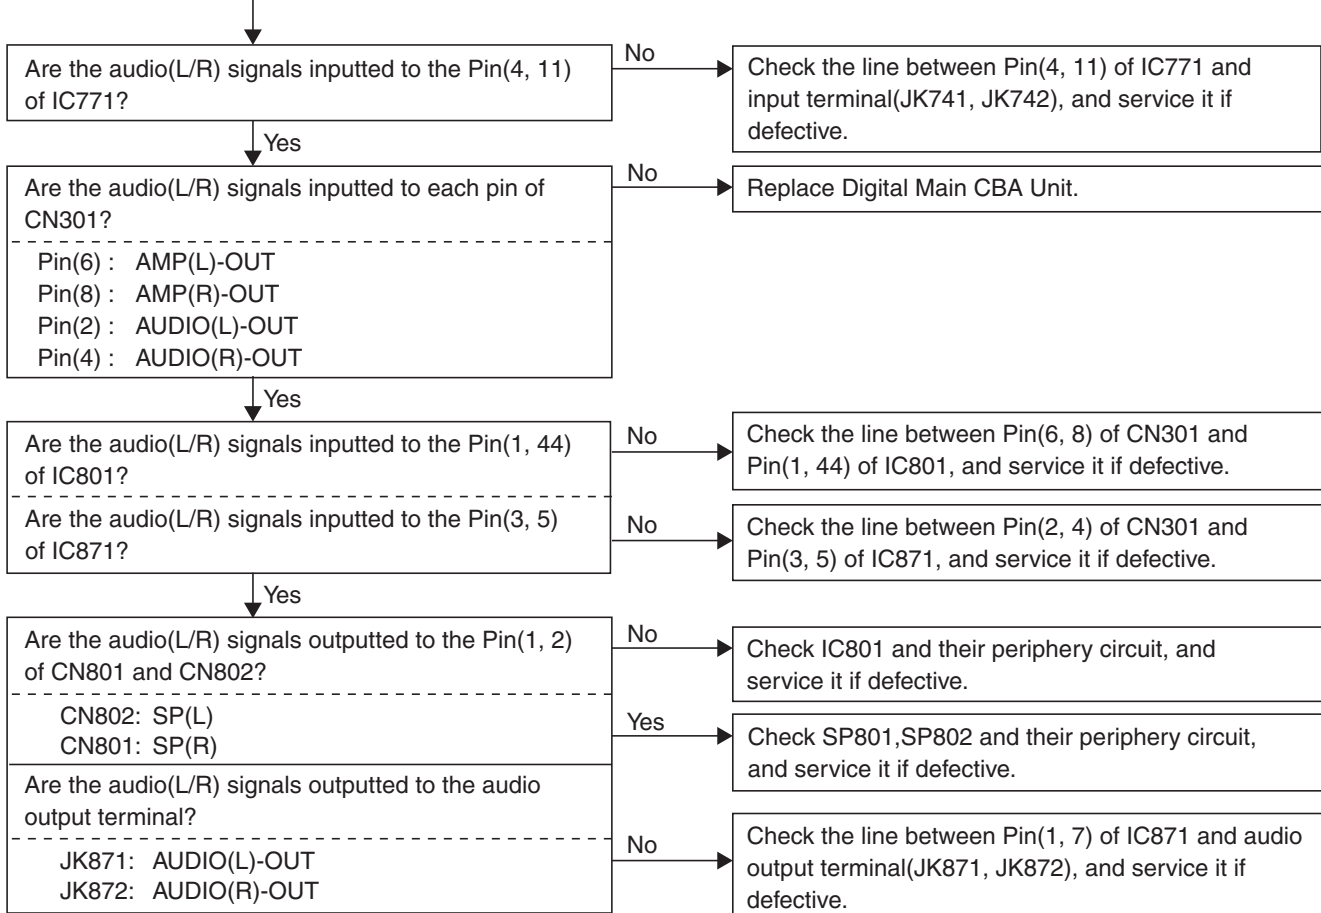 Are the audio(L/R) signals inputted to the Pin(4, 11)
of IC771?
No
Check the line between Pin(4, 11) of IC771 and
input terminal(JK741, JK742), and service it if
defective.
Yes
Are the audio(L/R) signals inputted to each pin of
CN301?
No
Replace Digital Main CBA Unit.
Pin(6) : AMP(L)-OUT
Pin(8) : AMP(R)-OUT
Pin(2) : AUDIO(L)-OUT
Pin(4) : AUDIO(R)-OUT
Yes
Are the audio(L/R) signals inputted to the Pin(1, 44)
of IC801?
No
Check the line between Pin(6, 8) of CN301 and
Pin(1, 44) of IC801, and service it if defective.
Are the audio(L/R) signals inputted to the Pin(3, 5)
of IC871?
No
Check the line between Pin(2, 4) of CN301 and
Pin(3, 5) of IC871, and service it if defective.
Yes
Are the audio(L/R) signals outputted to the Pin(1, 2)
of CN801 and CN802?
No
Check IC801 and their periphery circuit, and
service it if defective.
CN802: SP(L)
CN801: SP(R)
Yes
Check SP801,SP802 and their periphery circuit,
and service it if defective.
Are the audio(L/R) signals outputted to the audio
output terminal?
JK871: AUDIO(L)-OUT
JK872: AUDIO(R)-OUT
No
Check the line between Pin(1, 7) of IC871 and audio
output terminal(JK871, JK872), and service it if
defective.